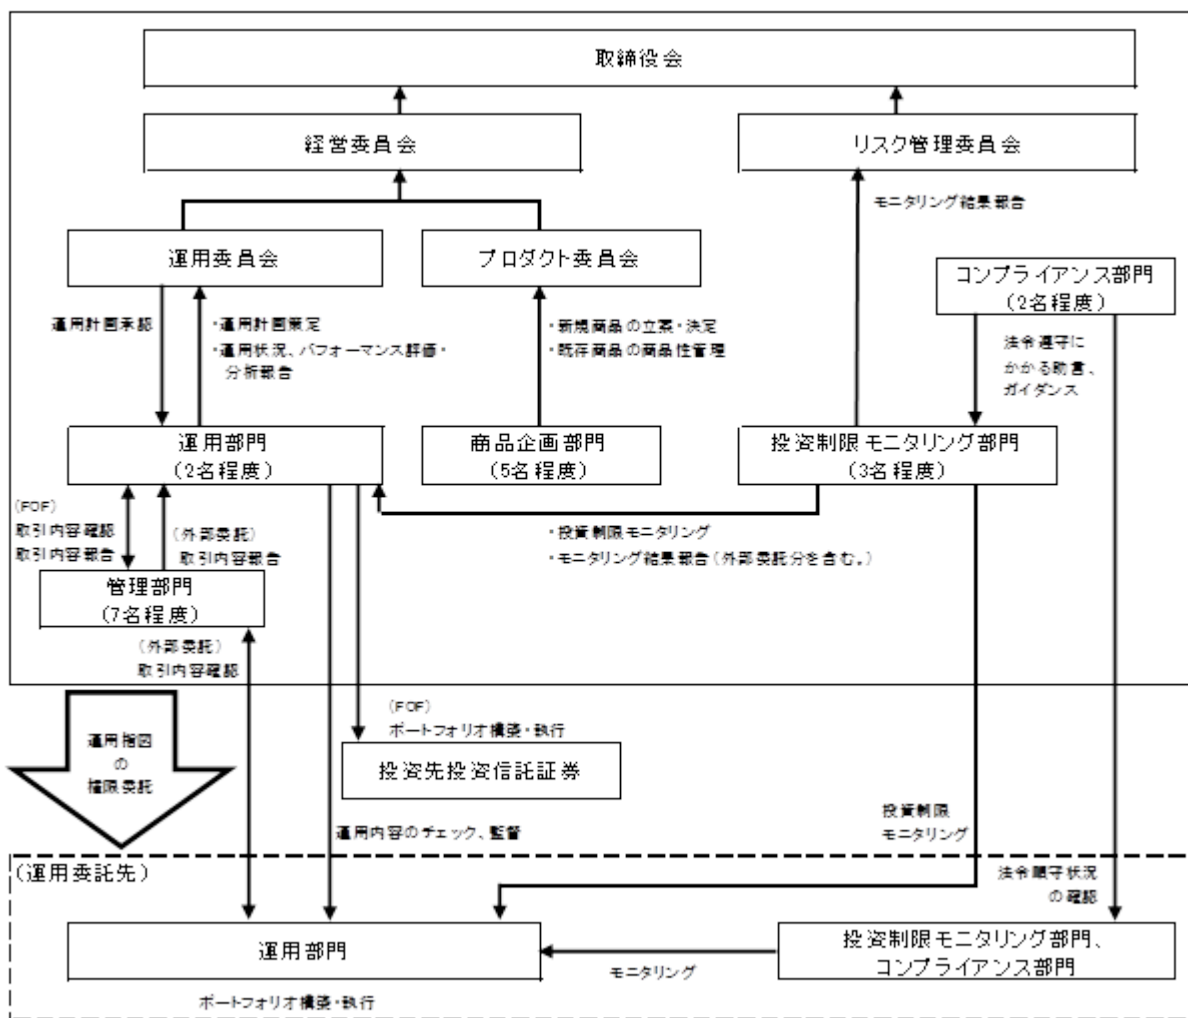 取締役会
経営委員会
リスク管理委員会
モニタリング結果報告
運用委員会
プロダクト委員会
コンプライアンス部門
(2名程度)
運用計画承認
・運用計画策定
・運用状況、パフォーマンス評価・
分析報告
・新規商品の立案・決定
・既存商品の商品性管理
法令遵守に
かかる助言、
ガイダンス
運用部門
(2名程度)
商品企画部門
(5名程度)
投資制限モニタリング部門
(3名程度)
(FOF)
取引内容確認
取引内容報告
(外部委託)
取引内容報告
・投資制限モニタリング
・モニタリング結果報告(外部委託分を含む。)
管理部門
(7名程度)
(外部委託)
取引内容確認
運用指図
の
権限委託
(FOF)
ポートフォリオ構築・執行
投資先投資信託証券
運用内容のチェック、監督
投資制限
モニタリング
(運用委託先)
法令順守状況
の確認
運用部門
モニタリング
投資制限モニタリング部門、
コンプライアンス部門
ポートフォリオ構築・執行